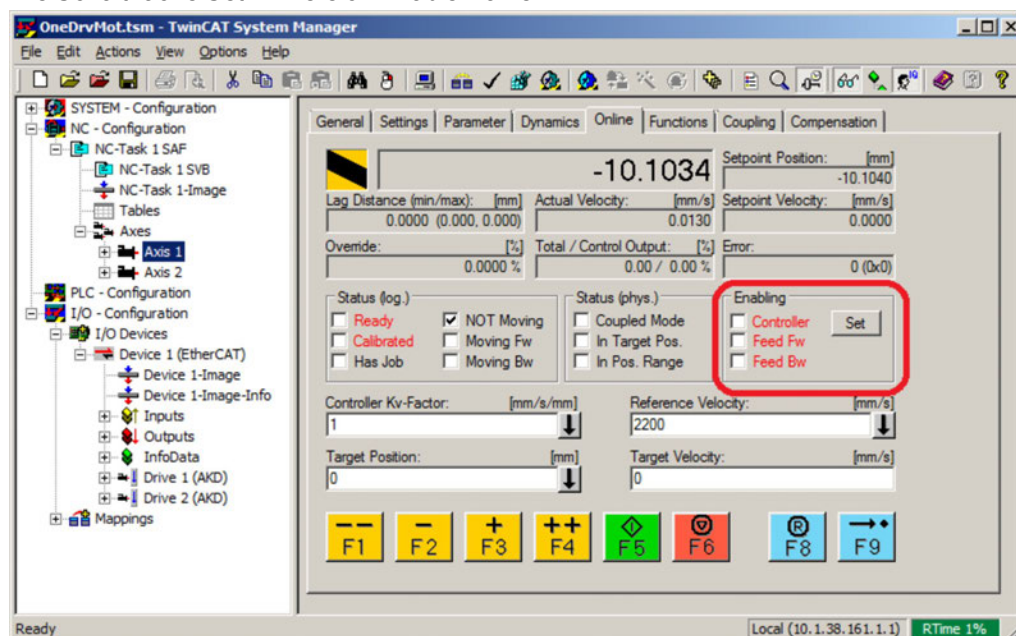 OneDrvMot.tsm - TwinCAT System Manager
File Edit Actions View Options Help
SYSTEM - Configuration
NC - Configuration
NC-Task 1 SAF
NC-Task 1 SVB
NC-Task 1-Image
Tables
Axes
Axis 1
Axis 2
PLC - Configuration
I/O - Configuration
I/O Devices
Device 1 (EtherCAT)
Device 1-Image
Device 1-Image-Info
Inputs
Outputs
InfoData
Drive 1 (AKD)
Drive 2 (AKD)
Mappings
General Settings Parameter Dynamics Online Functions Coupling Compensation
-10.1034
Setpoint Position: [mm]
-10.1040
Lag Distance (min/max): [mm] Actual Velocity: [mm/s] Setpoint Velocity: [mm/s]
0.0000 (0.000, 0.000) 0.0130 0.0000
Override: [%] Total / Control Output: [%] Error:
0.0000 % 0.00 / 0.00 % 0 (0x0)
Status (log.) Status (phys.) Enabling
Ready NOT Moving Coupled Mode Controller Set
Calibrated Moving Fw In Target Pos. Feed Fw
Has Job Moving Bw In Pos. Range Feed Bw
Controller Kv-Factor: [mm/s/mm] Reference Velocity: [mm/s]
1 2200
Target Position: [mm] Target Velocity: [mm/s]
0 0
-- - + ++ R
F1 F2 F3 F4 F5 F6 F8 F9
Ready Local (10.1.38.161.1.1) RTime 1%